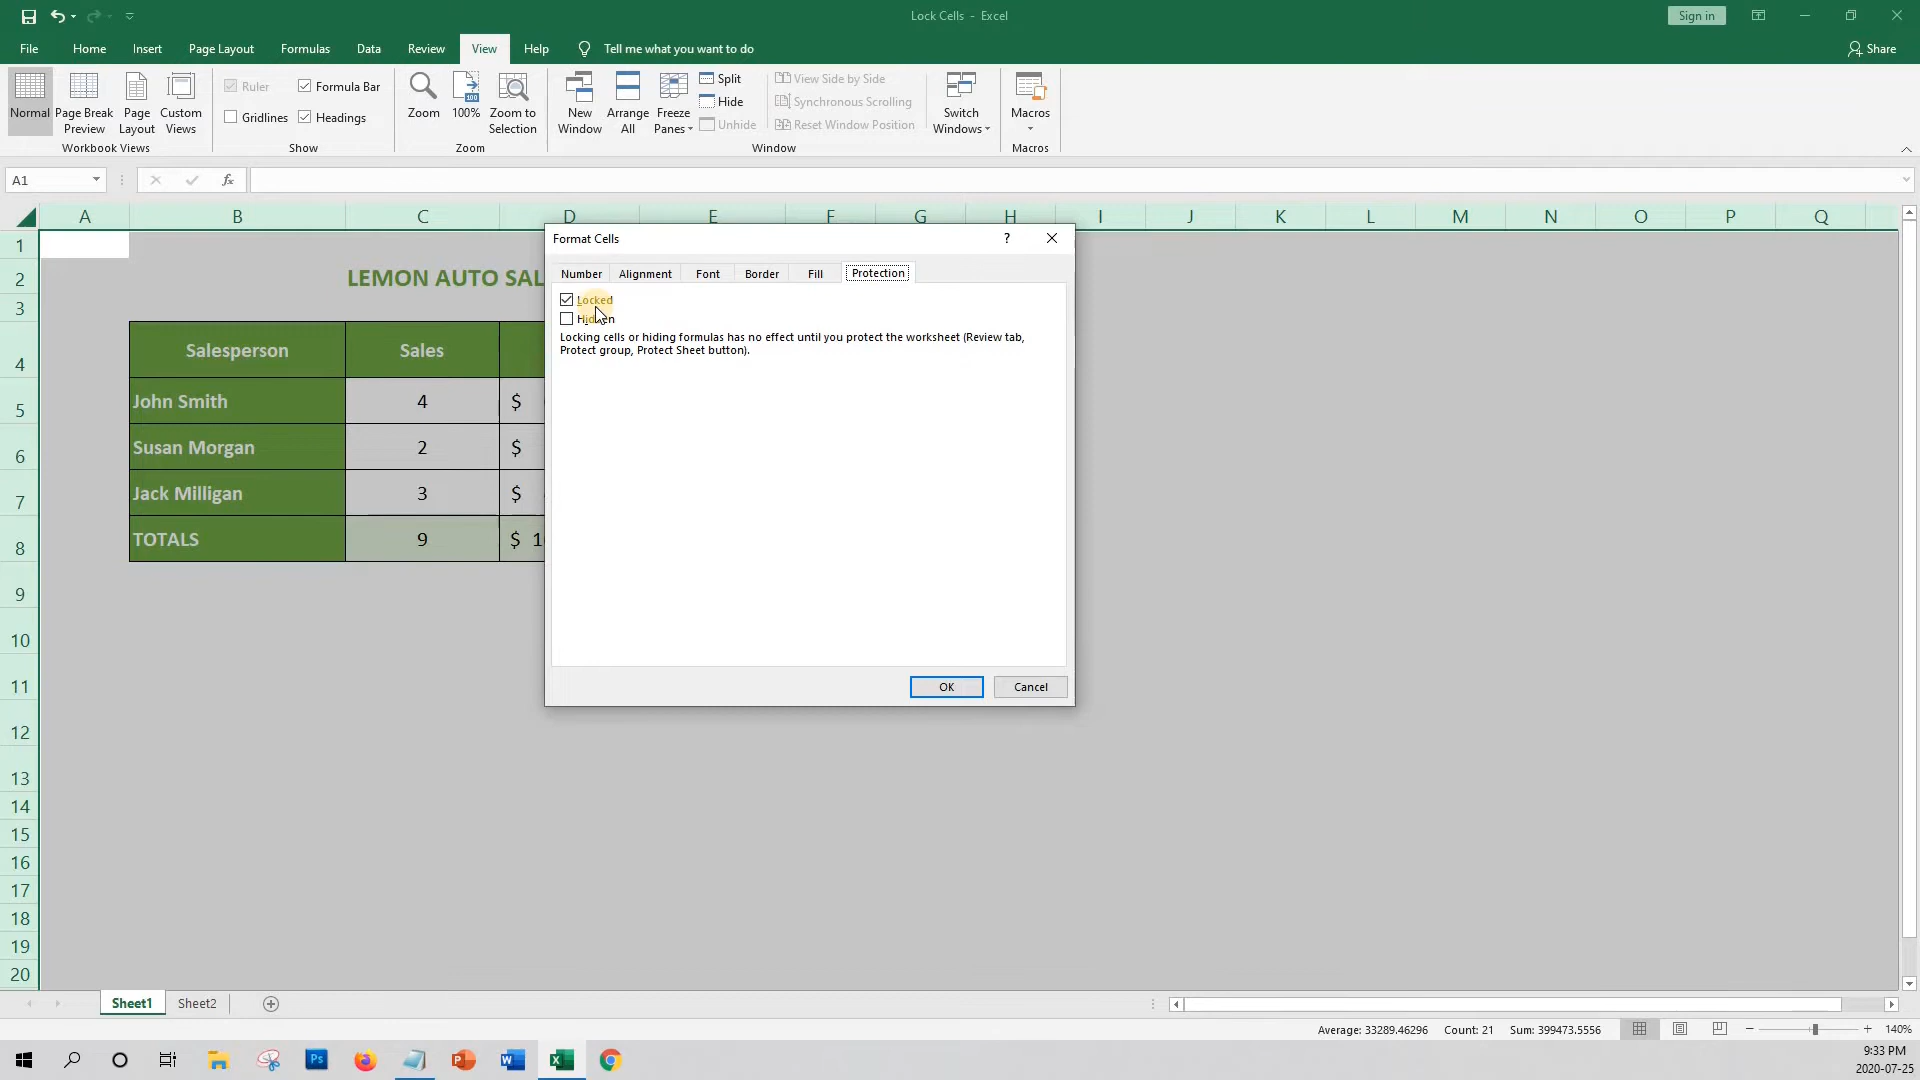 Lock Cells - Excel
Sign in
File Home Insert Page Layout Formulas Data Review View Help Tell me what you want to do Share
Normal
Page Break Preview
Page Layout
Custom Views
Workbook Views
Ruler
Formula Bar
Gridlines
Headings
Show
Zoom
100
100%
Zoom to Selection
Zoom
New Window
Arrange All
Freeze Panes
Split
Hide
Unhide
View Side by Side
Synchronous Scrolling
Reset Window Position
Switch Windows
Window
Macros
Macros
A1
fx
A B C D E F G H I J K L M N O P Q
1
2 LEMON AUTO SAL
3
4 Salesperson Sales
5 John Smith 4 $
6 Susan Morgan 2 $
7 Jack Milligan 3 $
8 TOTALS 9 $ 1
9
10
11
12
13
14
15
16
17
18
19
20
Format Cells ?
Number Alignment Font Border Fill Protection
Locked
Hidden
Locking cells or hiding formulas has no effect until you protect the worksheet (Review tab,
Protect group, Protect Sheet button).
OK Cancel
Sheet1 Sheet2
Average: 33289.46296 Count: 21 Sum: 399473.5556 140%
Ps
P
W
X
9:33 PM
2020-07-25